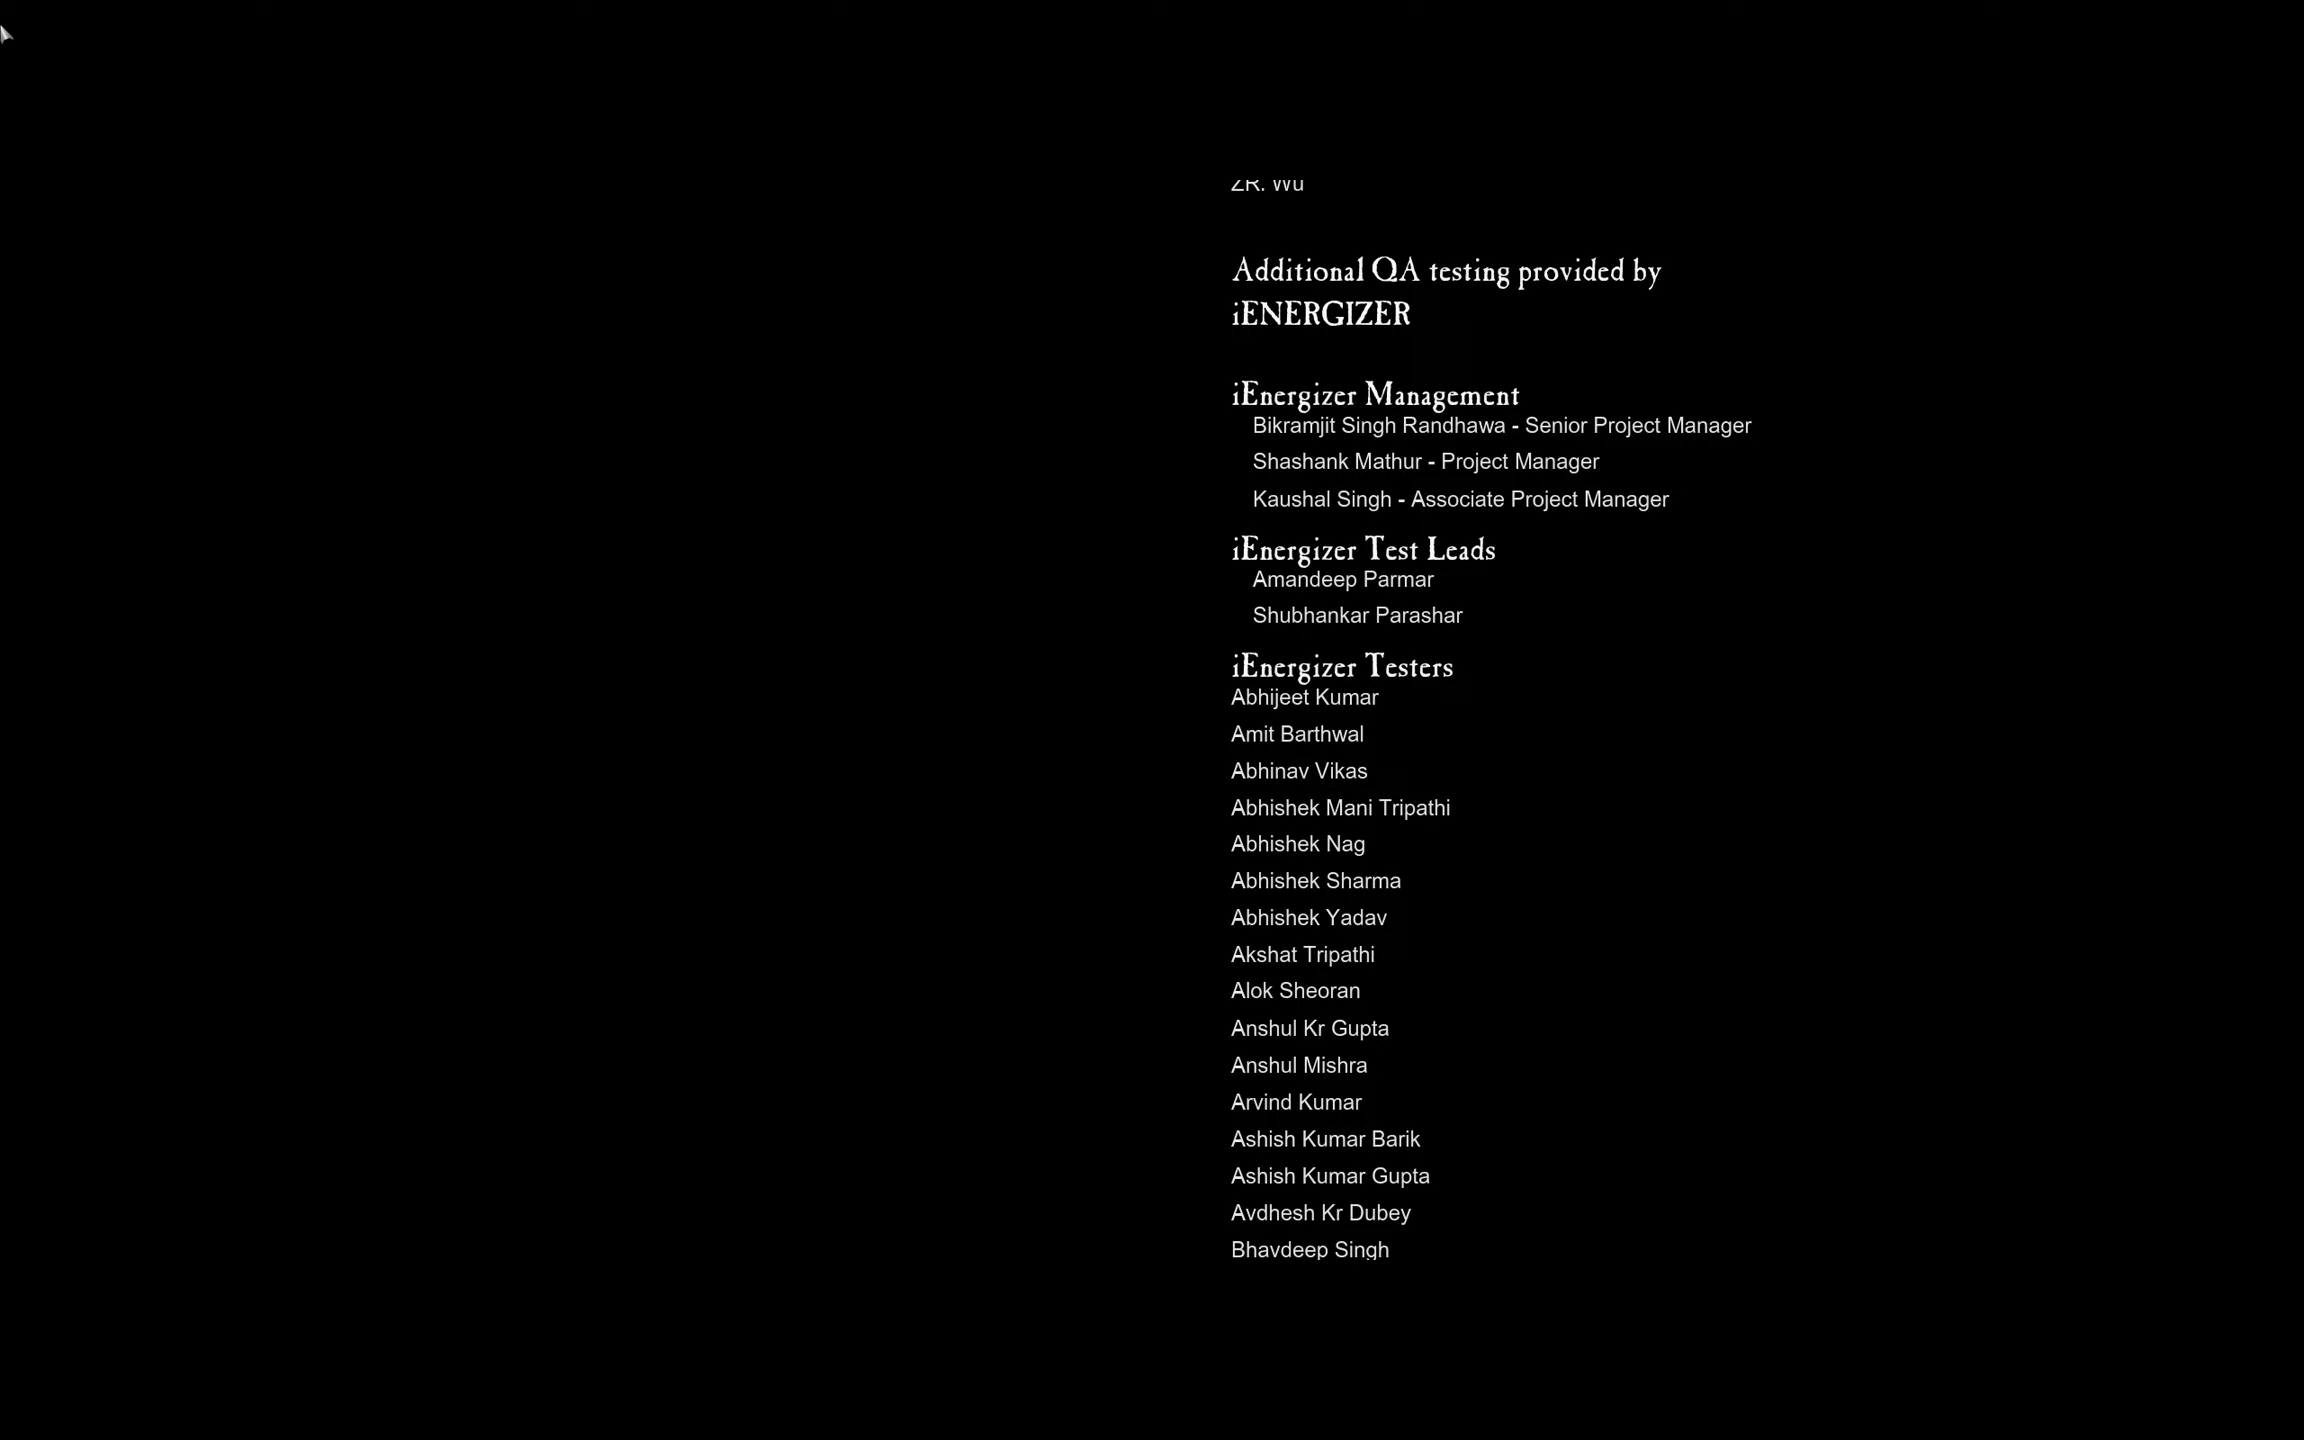 ZR. Wu
Additional QA testing provided by
iENERGIZER
iEnergizer Management
Bikramjit Singh Randhawa - Senior Project Manager
Shashank Mathur - Project Manager
Kaushal Singh - Associate Project Manager
iEnergizer Test Leads
Amandeep Parmar
Shubhankar Parashar
iEnergizer Testers
Abhijeet Kumar
Amit Barthwal
Abhinav Vikas
Abhishek Mani Tripathi
Abhishek Nag
Abhishek Sharma
Abhishek Yadav
Akshat Tripathi
Alok Sheoran
Anshul Kr Gupta
Anshul Mishra
Arvind Kumar
Ashish Kumar Barik
Ashish Kumar Gupta
Avdhesh Kr Dubey
Bhavdeep Singh